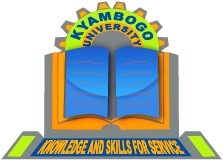 KYAMBOGO
UNIVERSITY
KNOWLEDGE AND SKILLS FOR SERVICE